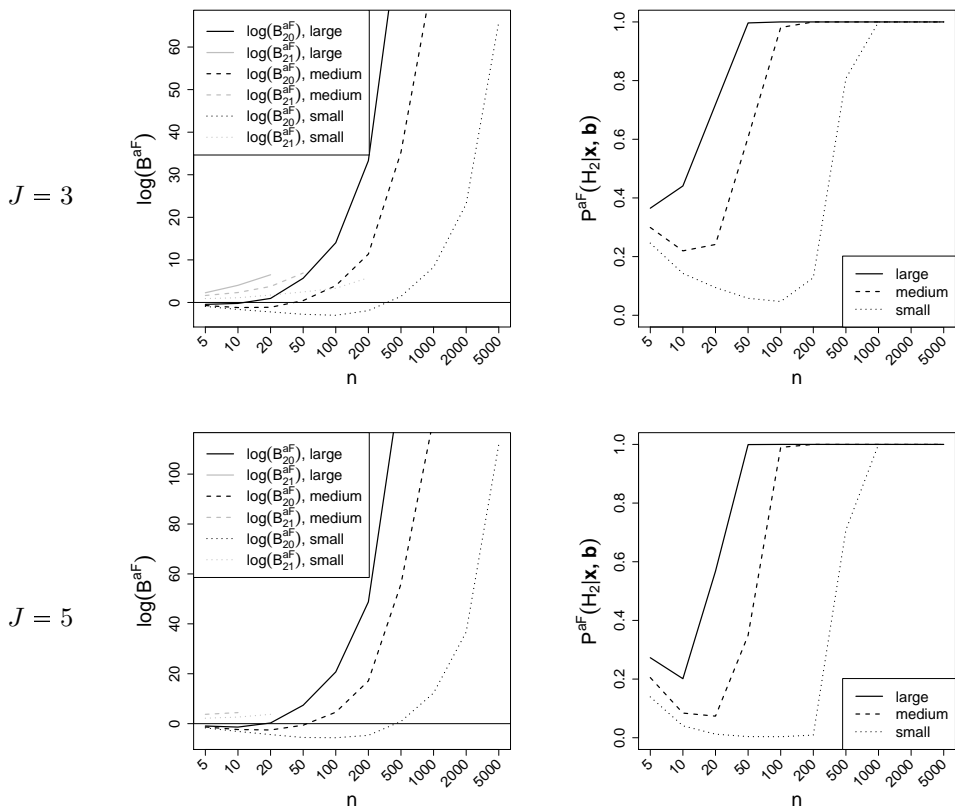 J = 3
log(B^aF)
60
50
40
30
20
10
0
log(B^aF_20), large
log(B^aF_21), large
log(B^aF_20), medium
log(B^aF_21), medium
log(B^aF_20), small
log(B^aF_21), small
5 10 20 50 100 200 500 1000 2000 5000
n
P^aF(H_2|x, b)
1.0
0.8
0.6
0.4
0.2
0.0
large
medium
small
5 10 20 50 100 200 500 1000 2000 5000
n
J = 5
log(B^aF)
100
80
60
40
20
0
log(B^aF_20), large
log(B^aF_21), large
log(B^aF_20), medium
log(B^aF_21), medium
log(B^aF_20), small
log(B^aF_21), small
5 10 20 50 100 200 500 1000 2000 5000
n
P^aF(H_2|x, b)
1.0
0.8
0.6
0.4
0.2
0.0
large
medium
small
5 10 20 50 100 200 500 1000 2000 5000
n